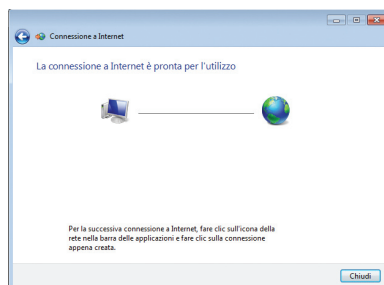 Connessione a Internet
La connessione a Internet è pronta per l'utilizzo
Per la successiva connessione a Internet, fare clic sull'icona della
rete nella barra delle applicazioni e fare clic sulla connessione
appena creata.
Chiudi